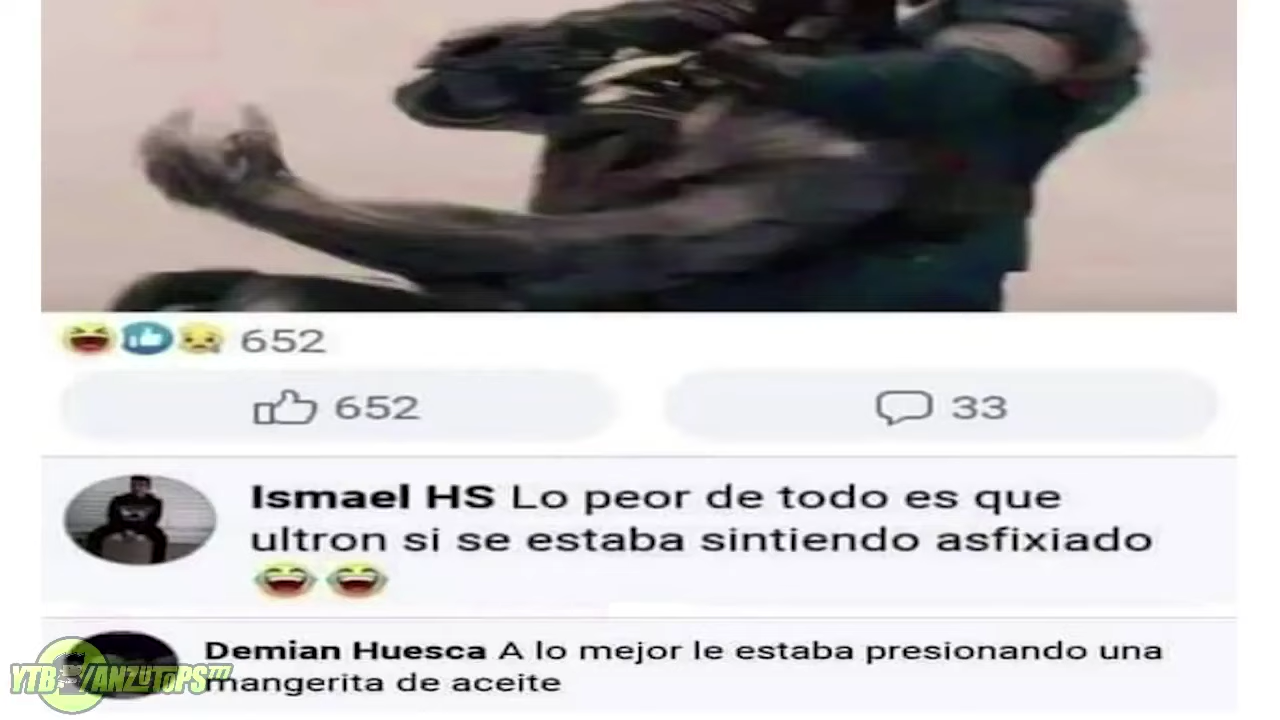 652
652
33
Ismael HS Lo peor de todo es que
ultron si se estaba sintiendo asfixiado
Demian Huesca A lo mejor le estaba presionando una
mangerita de aceite
YTB/ANZUTOPS777